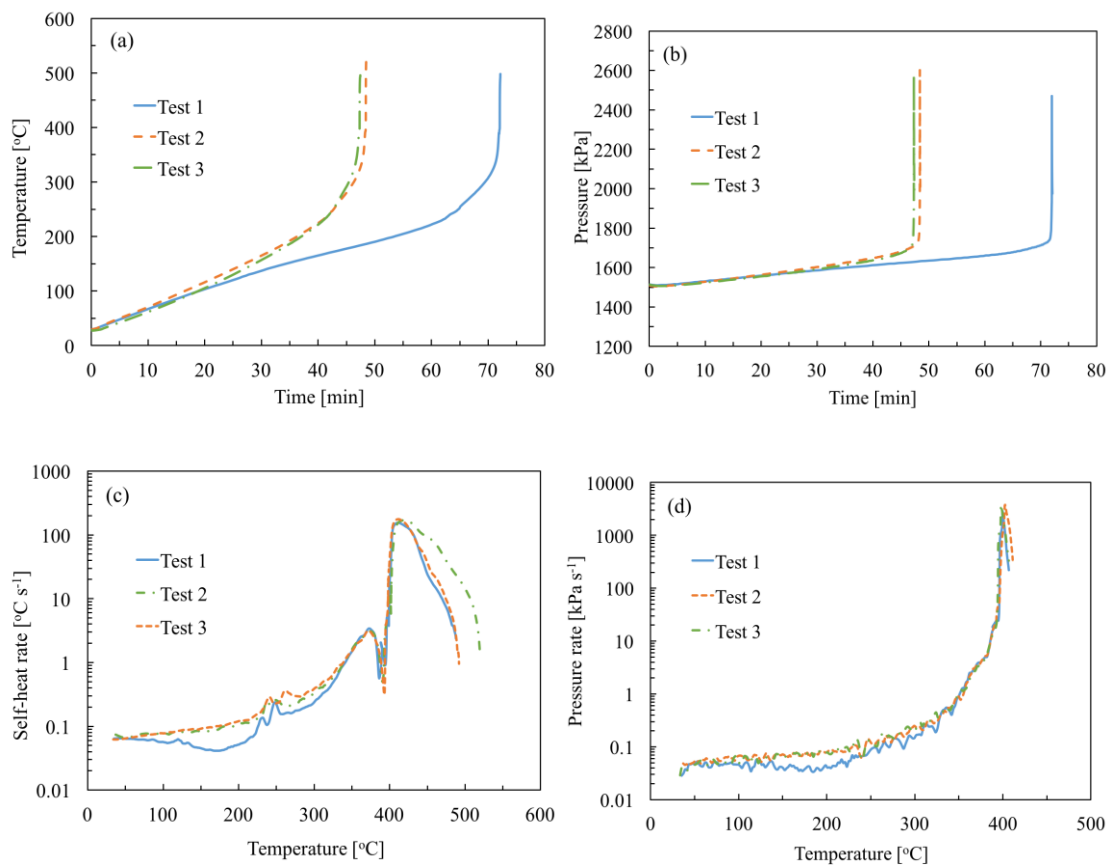 (a)
Temperature [°C]
600
500
400
300
200
100
0
Test 1
Test 2
Test 3
0 10 20 30 40 50 60 70 80
Time [min]
(b)
Pressure [kPa]
2800
2600
2400
2200
2000
1800
1600
1400
1200
Test 1
Test 2
Test 3
0 10 20 30 40 50 60 70 80
Time [min]
(c)
Self-heat rate [°C s⁻¹]
1000
100
10
1
0.1
0.01
Test 1
Test 2
Test 3
0 100 200 300 400 500 600
Temperature [°C]
(d)
Pressure rate [kPa s⁻¹]
10000
1000
100
10
1
0.1
0.01
Test 1
Test 2
Test 3
0 100 200 300 400 500
Temperature [°C]